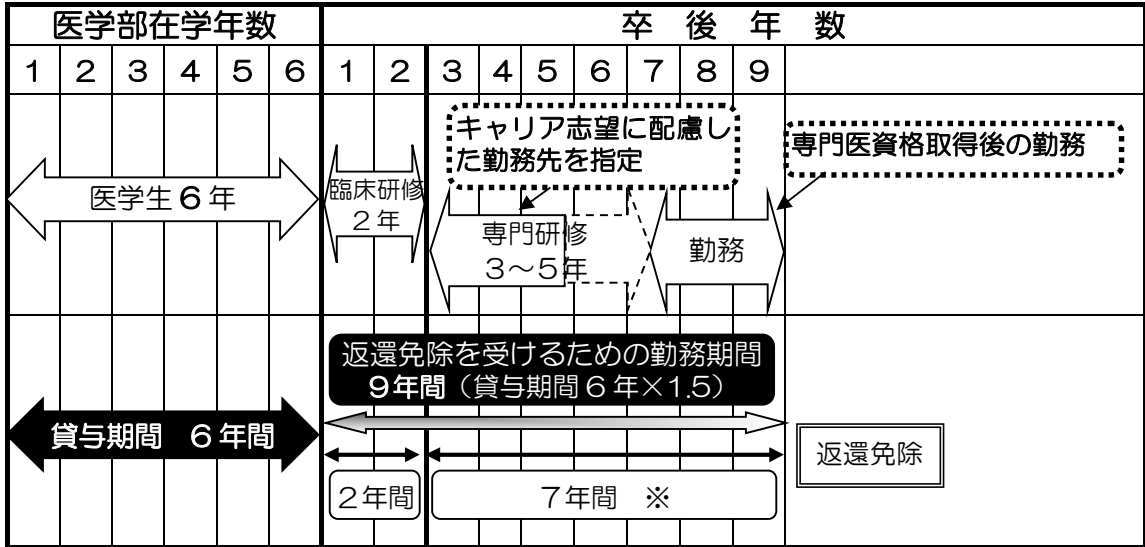 医学部在学年数
卒後年数
1 2 3 4 5 6 1 2 3 4 5 6 7 8 9
キャリア志望に配慮し
た勤務先を指定
専門医資格取得後の勤務
医学生6年
臨床研修
2年
専門研修
3～5年
勤務
返還免除を受けるための勤務期間
9年間（貸与期間6年×1.5）
貸与期間 6年間
返還免除
2年間
7年間 ※